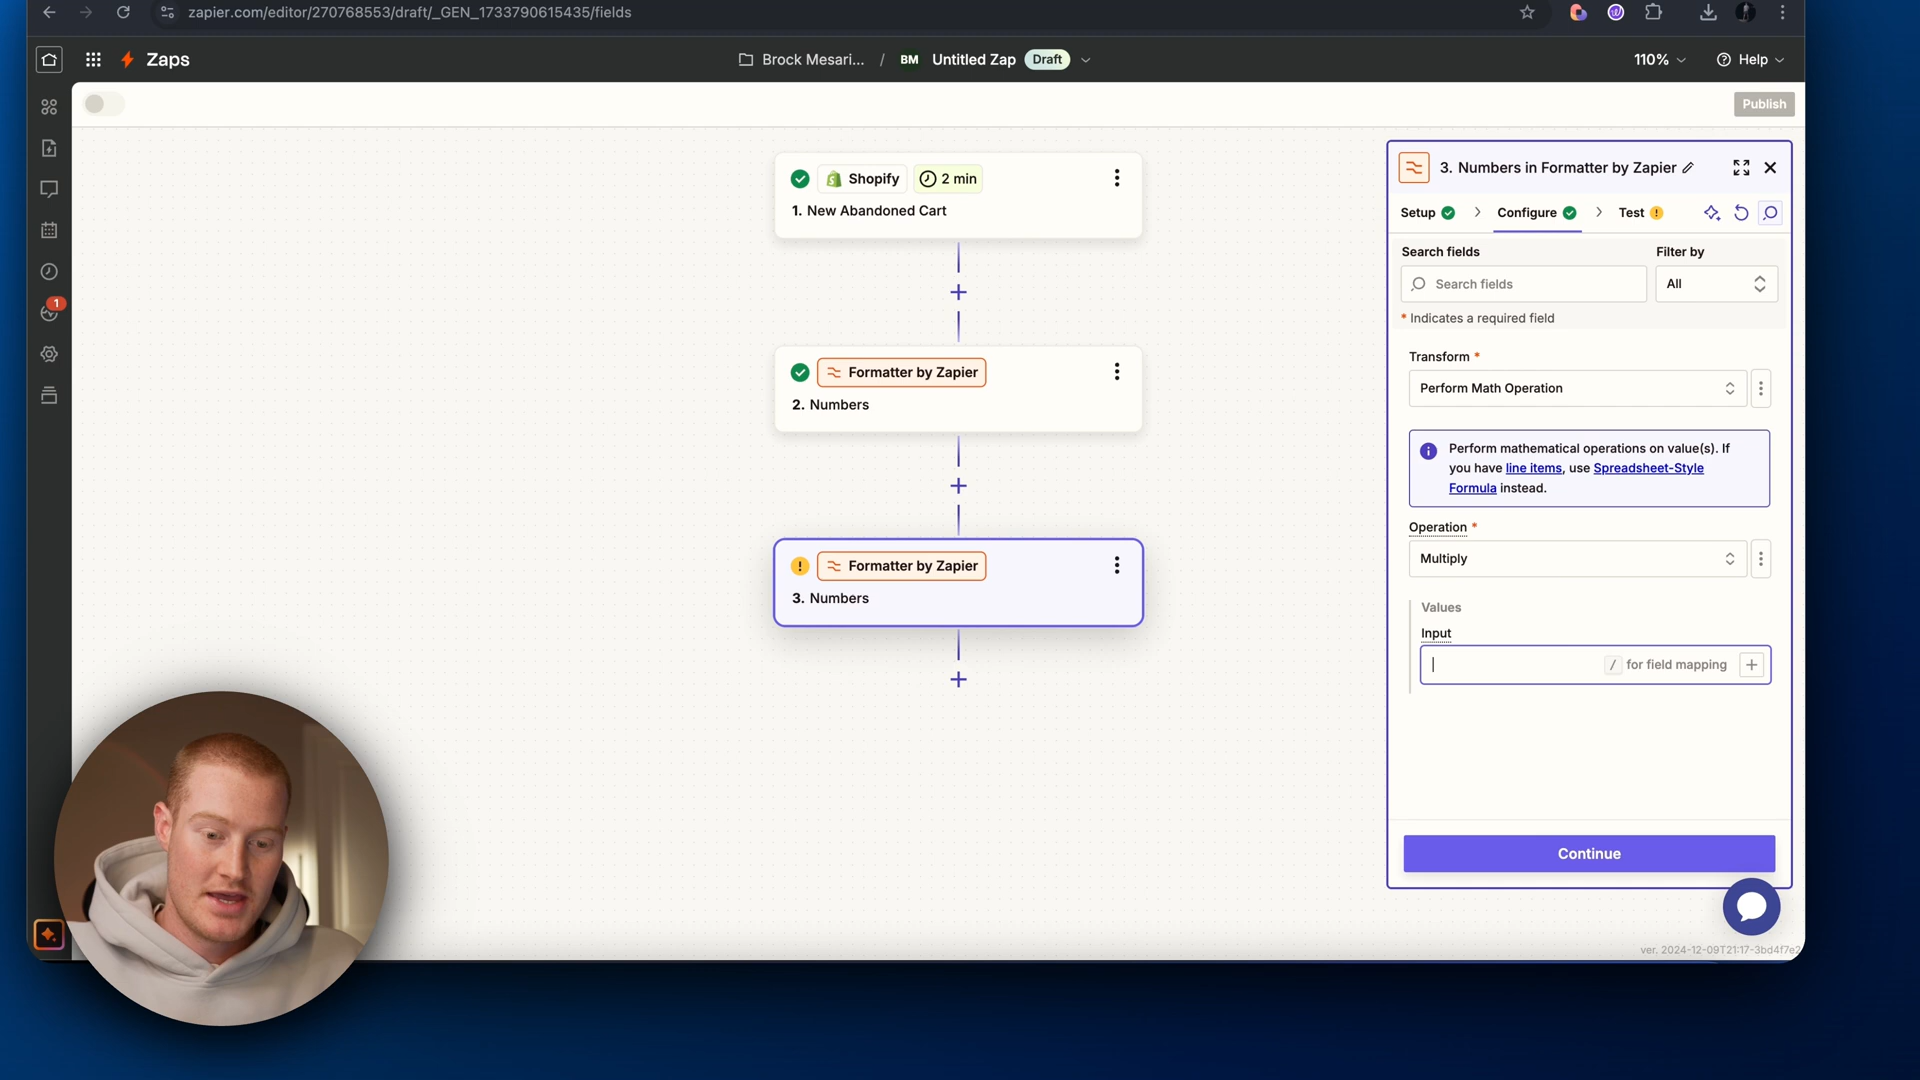 zapier.com/editor/270768553/draft/_GEN_1733790615435/fields
Zaps
Brock Mesari... / BM Untitled Zap Draft
110%
Help
Publish
Shopify 2 min
1. New Abandoned Cart
Formatter by Zapier
2. Numbers
Formatter by Zapier
3. Numbers
1
3. Numbers in Formatter by Zapier
Setup Configure Test
Search fields
Filter by
Search fields
All
* Indicates a required field
Transform *
Perform Math Operation
Perform mathematical operations on value(s). If
you have line items, use Spreadsheet-Style
Formula instead.
Operation *
Multiply
Values
Input
/ for field mapping
Continue
ver. 2024-12-09T21:17-3bd4f7e2